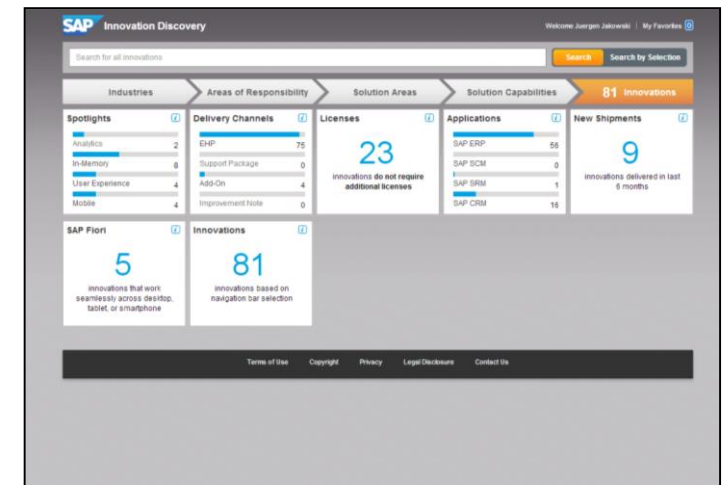 SAP Innovation Discovery
Welcome Juergen Jakowski | My Favorites 0
Search for all innovations
Search
Search by Selection
Industries
Areas of Responsibility
Solution Areas
Solution Capabilities
81 Innovations
Spotlights
Analytics 2
In-Memory 8
User Experience 4
Mobile 4
Delivery Channels
EHP 75
Support Package 0
Add-On 4
Improvement Note 0
Licenses
23
innovations do not require
additional licenses
Applications
SAP ERP 56
SAP SCM 0
SAP SRM 1
SAP CRM 16
New Shipments
9
innovations delivered in last
6 months
SAP Fiori
5
innovations that work
seamlessly across desktop,
tablet, or smartphone
Innovations
81
innovations based on
navigation bar selection
Terms of Use Copyright Privacy Legal Disclosure Contact Us